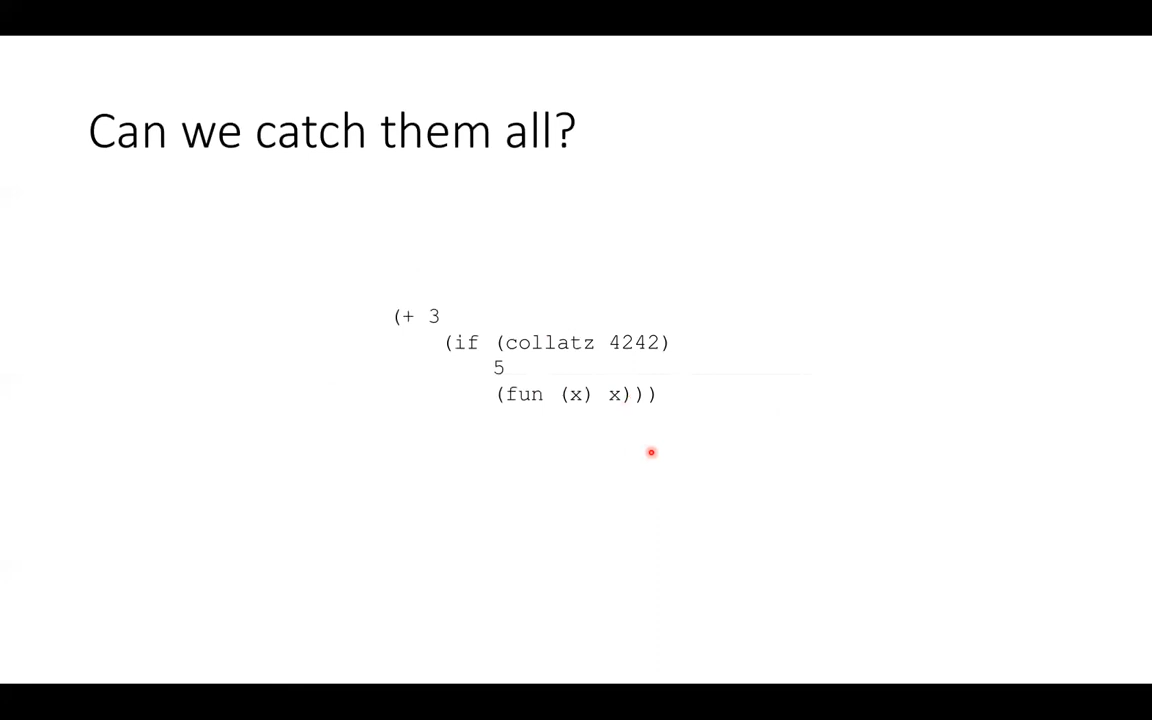 Can we catch them all?
(+ 3
(if (collatz 4242)
5
(fun (x) x)))